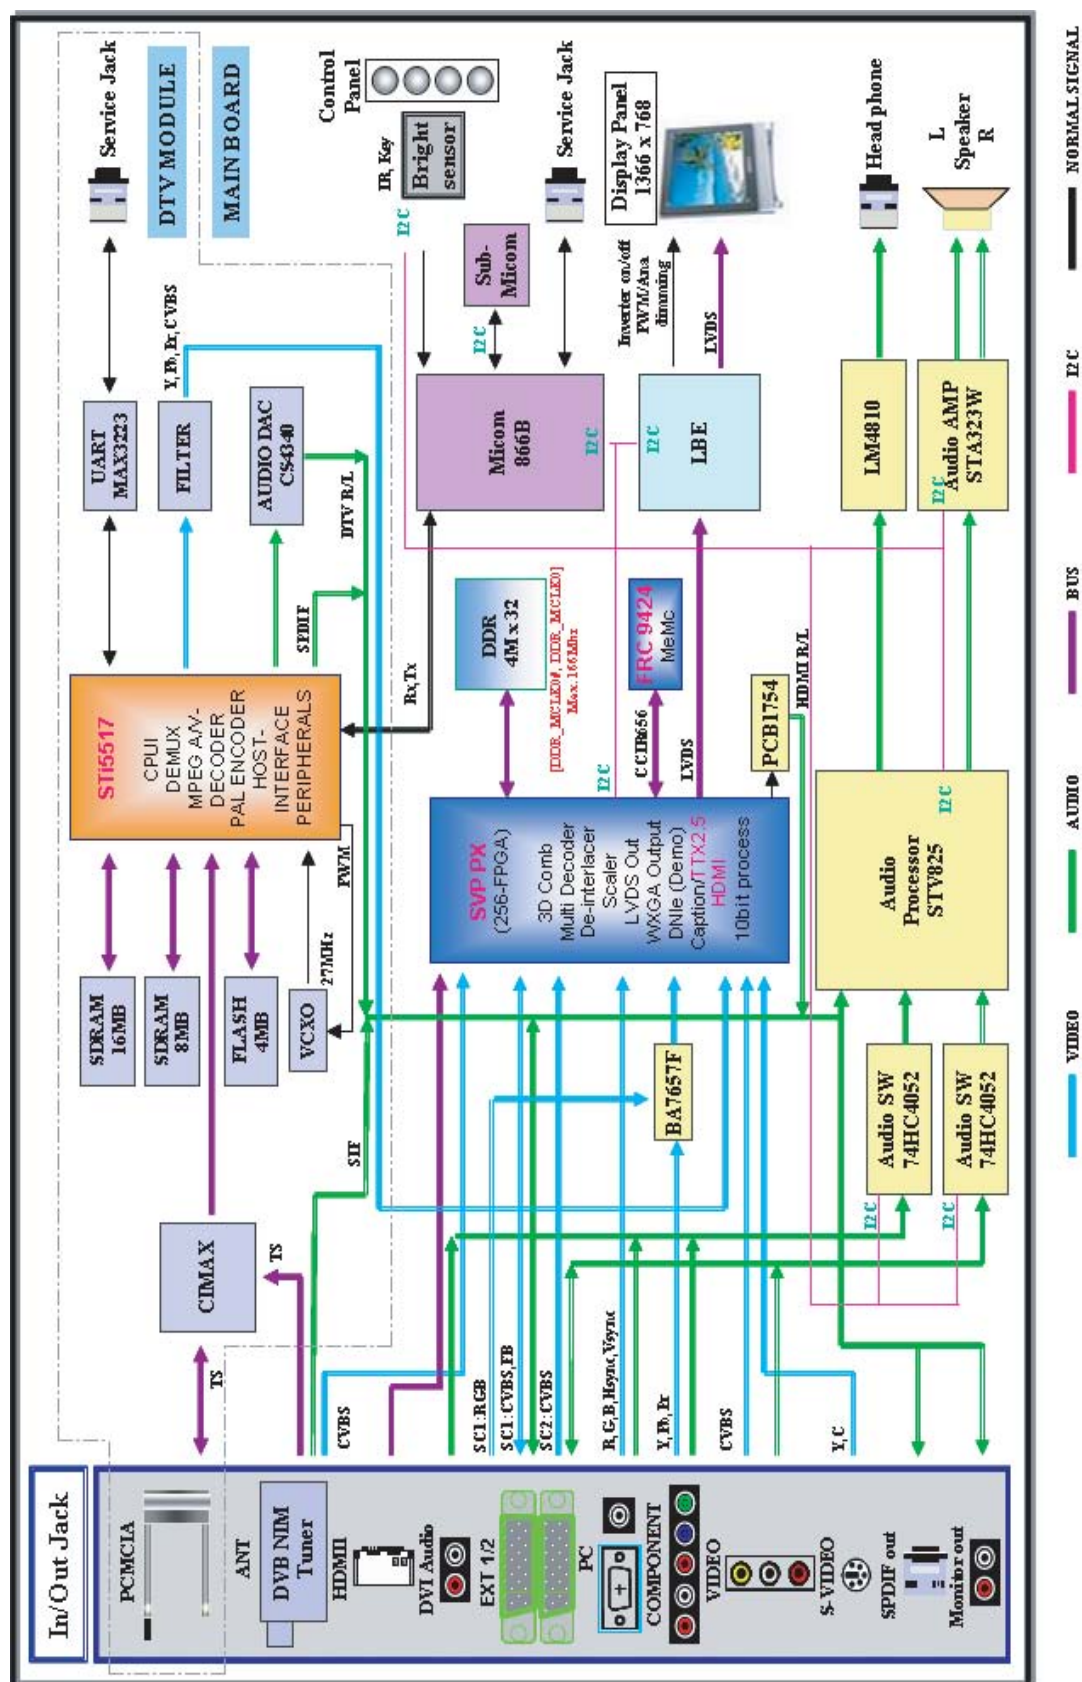 In/Out Jack
PCMCIA
ANT
DVB NIM
Tuner
HDMI1
DVI Audio
EXT 1/2
PC
COMPONENT
VIDEO
S-VIDEO
SPDIF out
Monitor out
TS
TS
CIMAX
CVBS
SC1:RGB
SC1:CVBS,FB
SC2:CVBS
R,G,B,Hsync,Vsync
Y,Pb,Pr
CVBS
Y,C
SIF
SDRAM
16MB
SDRAM
8MB
FLASH
4MB
VCXO
27MHz
PWM
BA7657F
I2C
I2C
Audio SW
74HC4052
Audio SW
74HC4052
STi5517
CPUI
DEMUX
MPEG A/V-
DECODER
PAL ENCODER
HOST-
INTERFACE
PERIPHERALS
SPDIF
Rx,Tx
SVP PX
(256-FPGA)
3D Comb
Multi Decoder
De-interlacer
Scaler
LVDS Out
WXGA Output
DNIe (Demo)
Caption/TTX2.5
HDMI
10bit process
I2C
CCIR656
LVDS
PCB1754
HDMI R/L
Audio
Processor
STV825
I2C
DDR
4M x 32
[DDR_MCLK0#, DDR_MCLK0]
Max:166Mhz
FRC 9424
MeMc
UART
MAX3223
FILTER
Y,Pb,Pr,CVBS
AUDIO DAC
CS4340
DTV R/L
Micom
866B
I2C
I2C
LBE
LM4810
Audio AMP
STA323W
I2C
Service Jack
DTV MODULE
MAIN BOARD
Control
Panel
IR, Key
I2C
Bright
sensor
Sub-
Micom
I2C
Service Jack
Inverter on/off
PWM/Ana
dimming
LVDS
Display Panel
1366 x 768
Head phone
L
Speaker
R
VIDEO
AUDIO
BUS
I2C
NORMAL SIGNAL